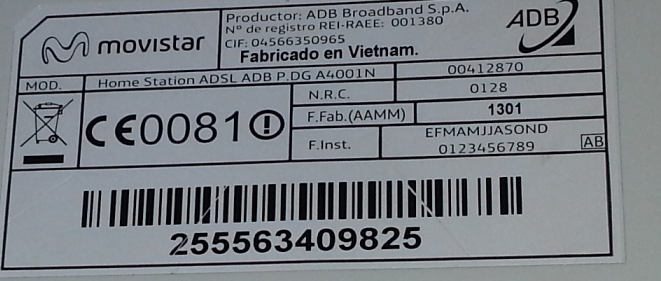 movistar
Productor: ADB Broadband S.p.A.
Nº de registro REI-RAEE: 001380
CIF: 04566350965
Fabricado en Vietnam.
ADB
MOD. Home Station ADSL ADB P.DG A4001N 00412870
N.R.C. 0128
CE0081
F.Fab.(AAMM) 1301
F.Inst. EFMAMJJASOND
0123456789 AB
255563409825